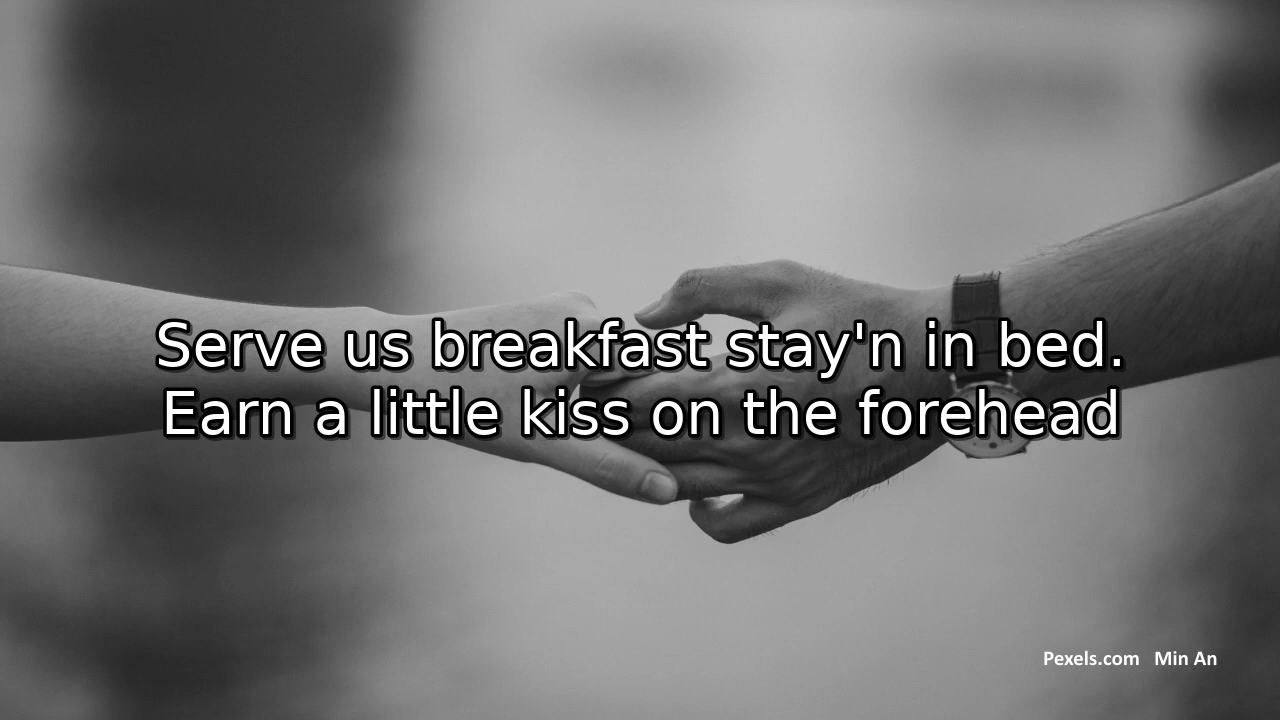 Serve us breakfast stay'n in bed.
Earn a little kiss on the forehead
Pexels.com Min An